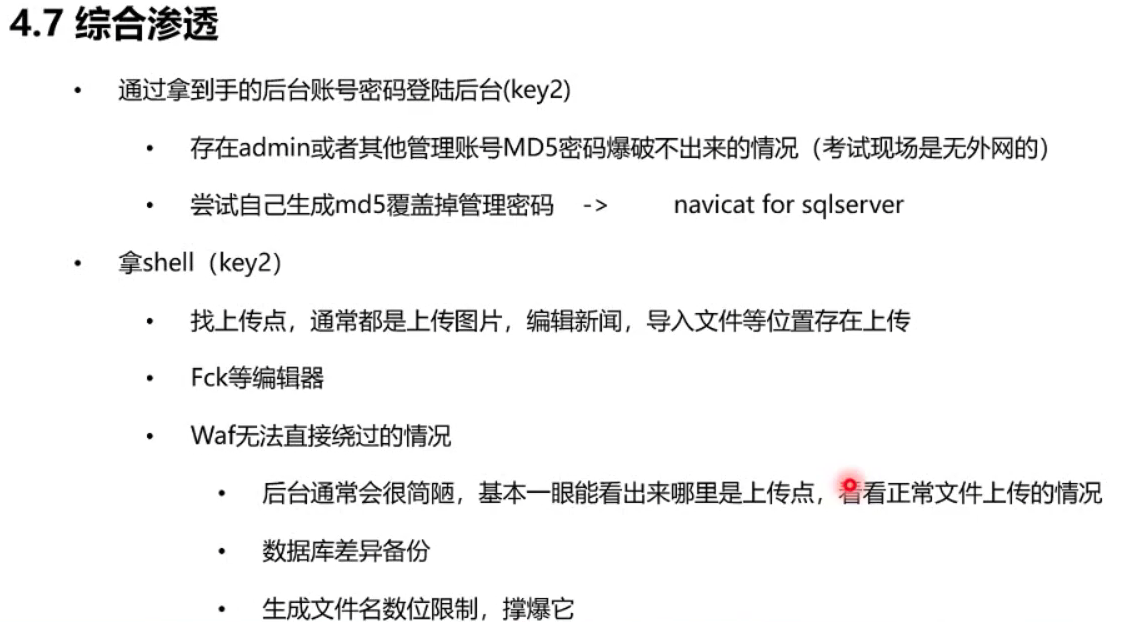 4.7 综合渗透
• 通过拿到手的后台账号密码登陆后台(key2)
• 存在admin或者其他管理账号MD5密码爆破不出来的情况（考试现场是无外网的）
• 尝试自己生成md5覆盖掉管理密码 -> navicat for sqlserver
• 拿shell（key2）
• 找上传点，通常都是上传图片，编辑新闻，导入文件等位置存在上传
• Fck等编辑器
• Waf无法直接绕过的情况
• 后台通常会很简陋，基本一眼能看出来哪里是上传点，看看正常文件上传的情况
• 数据库差异备份
• 生成文件名数位限制，撑爆它